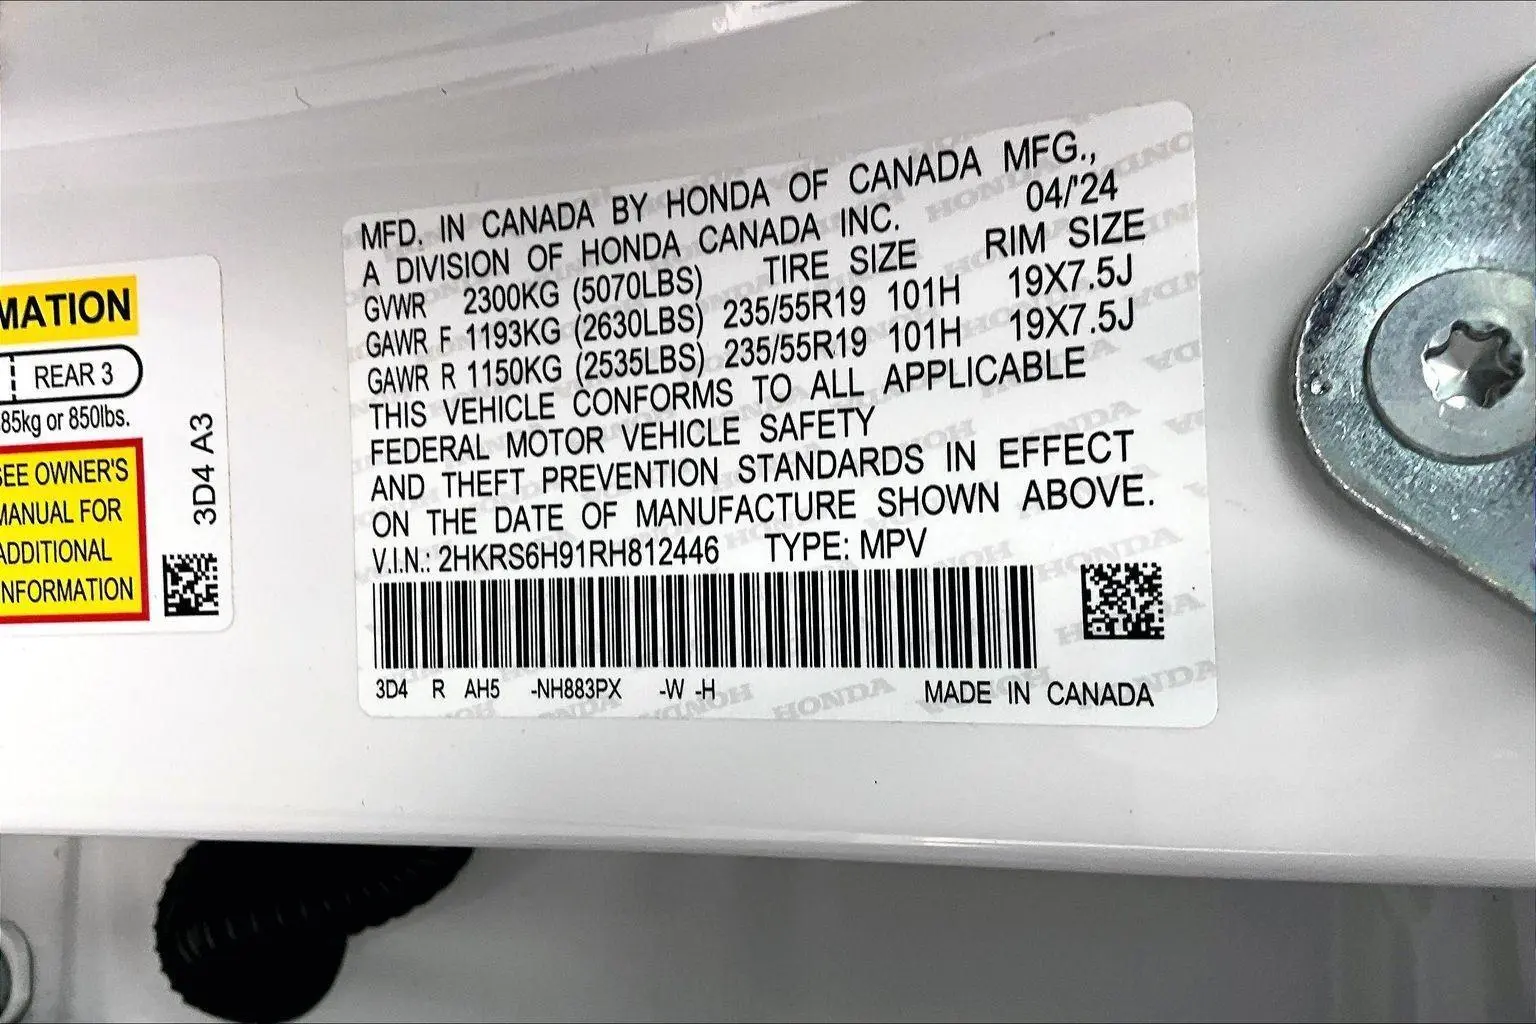 MATION
REAR 3
85kg or 850lbs.
SEE OWNER'S
MANUAL FOR
ADDITIONAL
INFORMATION
3D4 A3
MFD. IN CANADA BY HONDA OF CANADA MFG.,
A DIVISION OF HONDA CANADA INC. 04/'24
GVWR 2300KG (5070LBS) TIRE SIZE RIM SIZE
GAWR F 1193KG (2630LBS) 235/55R19 101H 19X7.5J
GAWR R 1150KG (2535LBS) 235/55R19 101H 19X7.5J
THIS VEHICLE CONFORMS TO ALL APPLICABLE
FEDERAL MOTOR VEHICLE SAFETY
AND THEFT PREVENTION STANDARDS IN EFFECT
ON THE DATE OF MANUFACTURE SHOWN ABOVE.
V.I.N.: 2HKRS6H91RH812446 TYPE: MPV
3D4 R AH5 -NH883PX -W -H MADE IN CANADA